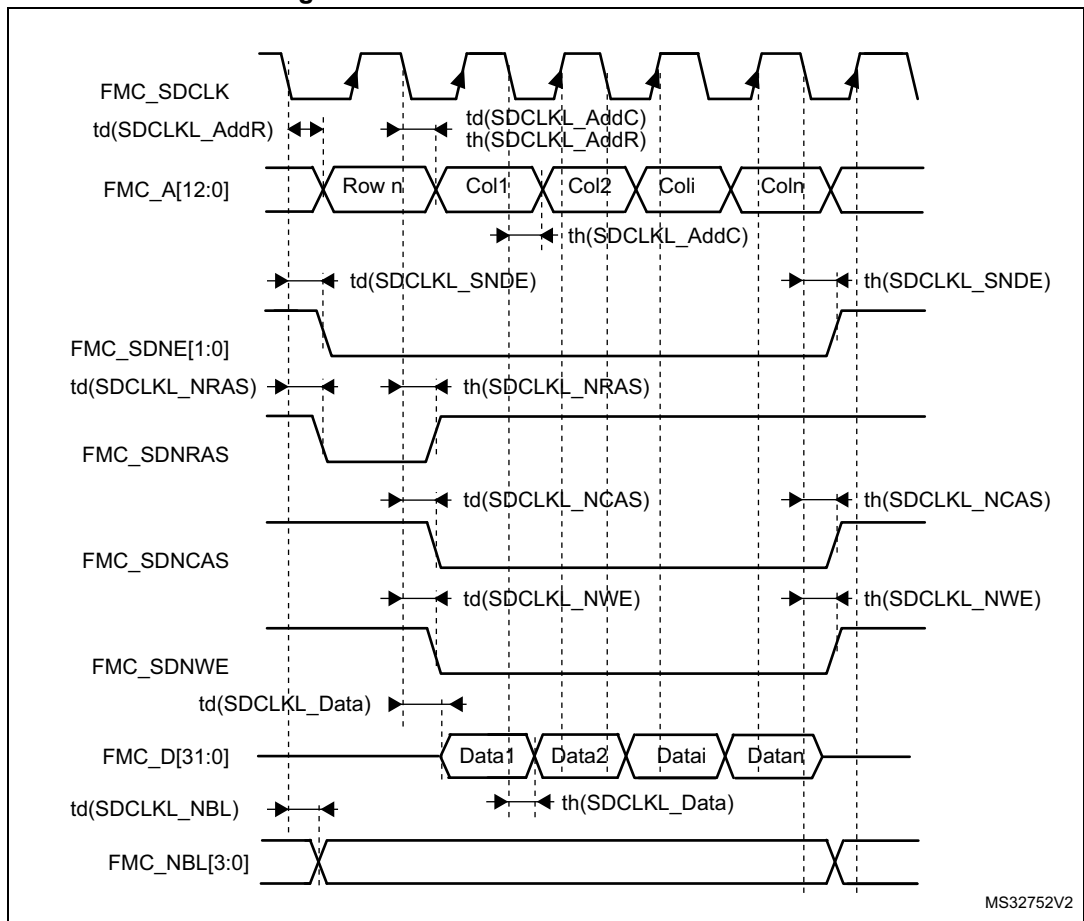 FMC_SDCLK
td(SDCLKL_AddR)
td(SDCLKL_AddC)
th(SDCLKL_AddR)
FMC_A[12:0]
Row n
Col1
Col2
Coli
Coln
th(SDCLKL_AddC)
td(SDCLKL_SNDE)
th(SDCLKL_SNDE)
FMC_SDNE[1:0]
td(SDCLKL_NRAS)
th(SDCLKL_NRAS)
FMC_SDNRAS
td(SDCLKL_NCAS)
th(SDCLKL_NCAS)
FMC_SDNCAS
td(SDCLKL_NWE)
th(SDCLKL_NWE)
FMC_SDNWE
td(SDCLKL_Data)
FMC_D[31:0]
Data1
Data2
Datai
Datan
td(SDCLKL_NBL)
th(SDCLKL_Data)
FMC_NBL[3:0]
MS32752V2